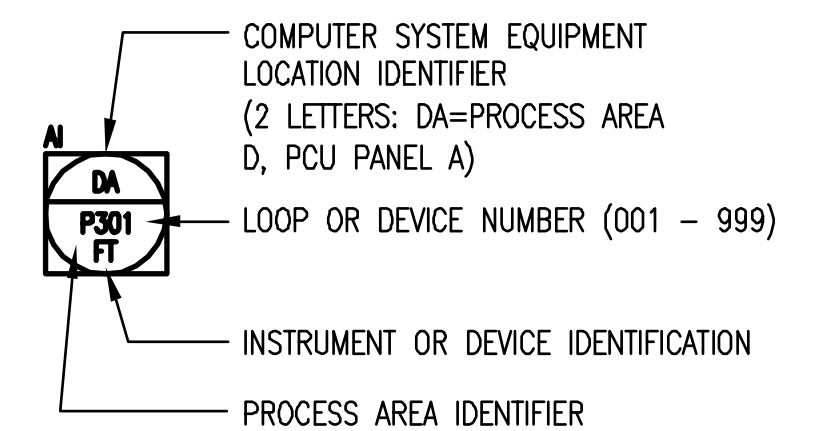 COMPUTER SYSTEM EQUIPMENT
LOCATION IDENTIFIER
(2 LETTERS: DA=PROCESS AREA
D, PCU PANEL A)
AI
DA
P301
FT
LOOP OR DEVICE NUMBER (001 – 999)
INSTRUMENT OR DEVICE IDENTIFICATION
PROCESS AREA IDENTIFIER